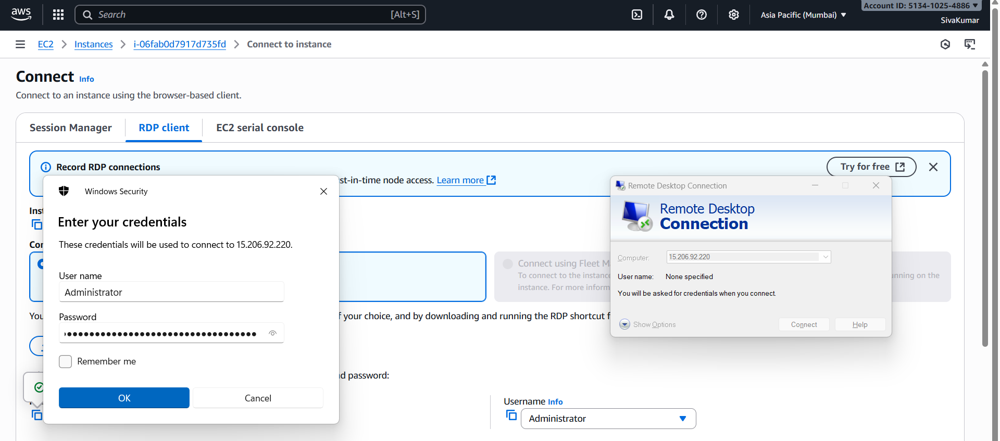 aws
Search
[Alt+S]
Asia Pacific (Mumbai)
Account ID: 5134-1025-4886
SivaKumar
EC2
Instances
i-06fab0d7917d735fd
Connect to instance
Connect Info
Connect to an instance using the browser-based client.
Session Manager
RDP client
EC2 serial console
Record RDP connections
st-in-time node access. Learn more
Try for free
Windows Security
Enter your credentials
These credentials will be used to connect to 15.206.92.220.
User name
Administrator
Password
Remember me
OK
Cancel
Connect using Fleet M
To connect to the instanc
instance. For more inform
nning on the
f your choice, and by downloading and running the RDP shortcut f
You
d password:
Username Info
Administrator
Remote Desktop Connection
Remote Desktop
Connection
Computer:
15.206.92.220
User name:
None specified
You will be asked for credentials when you connect.
Show Options
Connect
Help